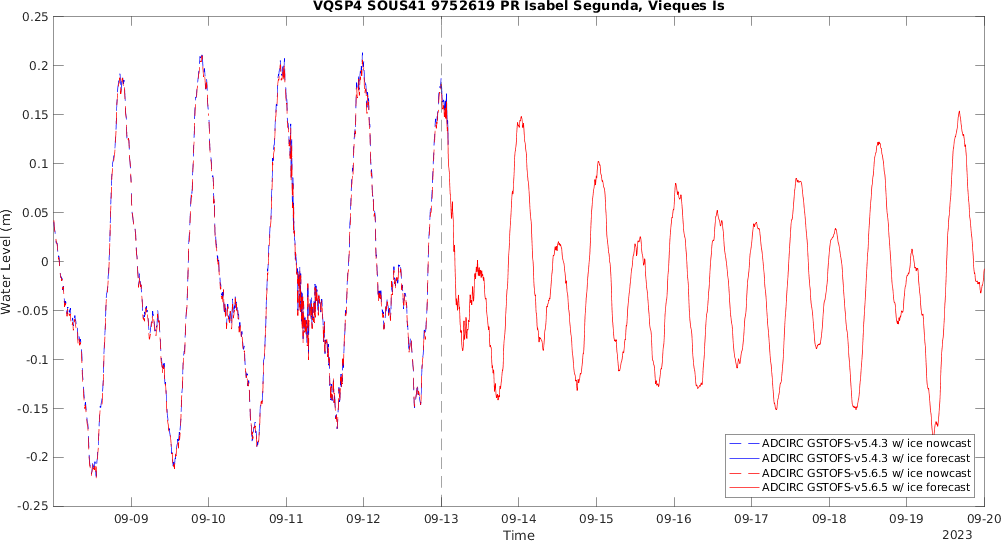 VQSP4 SOUS41 9752619 PR Isabel Segunda, Vieques Is
0.25
0.2
0.15
0.1
0.05
0
-0.05
-0.1
-0.15
-0.2
-0.25
Water Level (m)
ADCIRC GSTOFS-v5.4.3 w/ ice nowcast
ADCIRC GSTOFS-v5.4.3 w/ ice forecast
ADCIRC GSTOFS-v5.6.5 w/ ice nowcast
ADCIRC GSTOFS-v5.6.5 w/ ice forecast
09-09 09-10 09-11 09-12 09-13 09-14 09-15 09-16 09-17 09-18 09-19 09-20
Time
2023